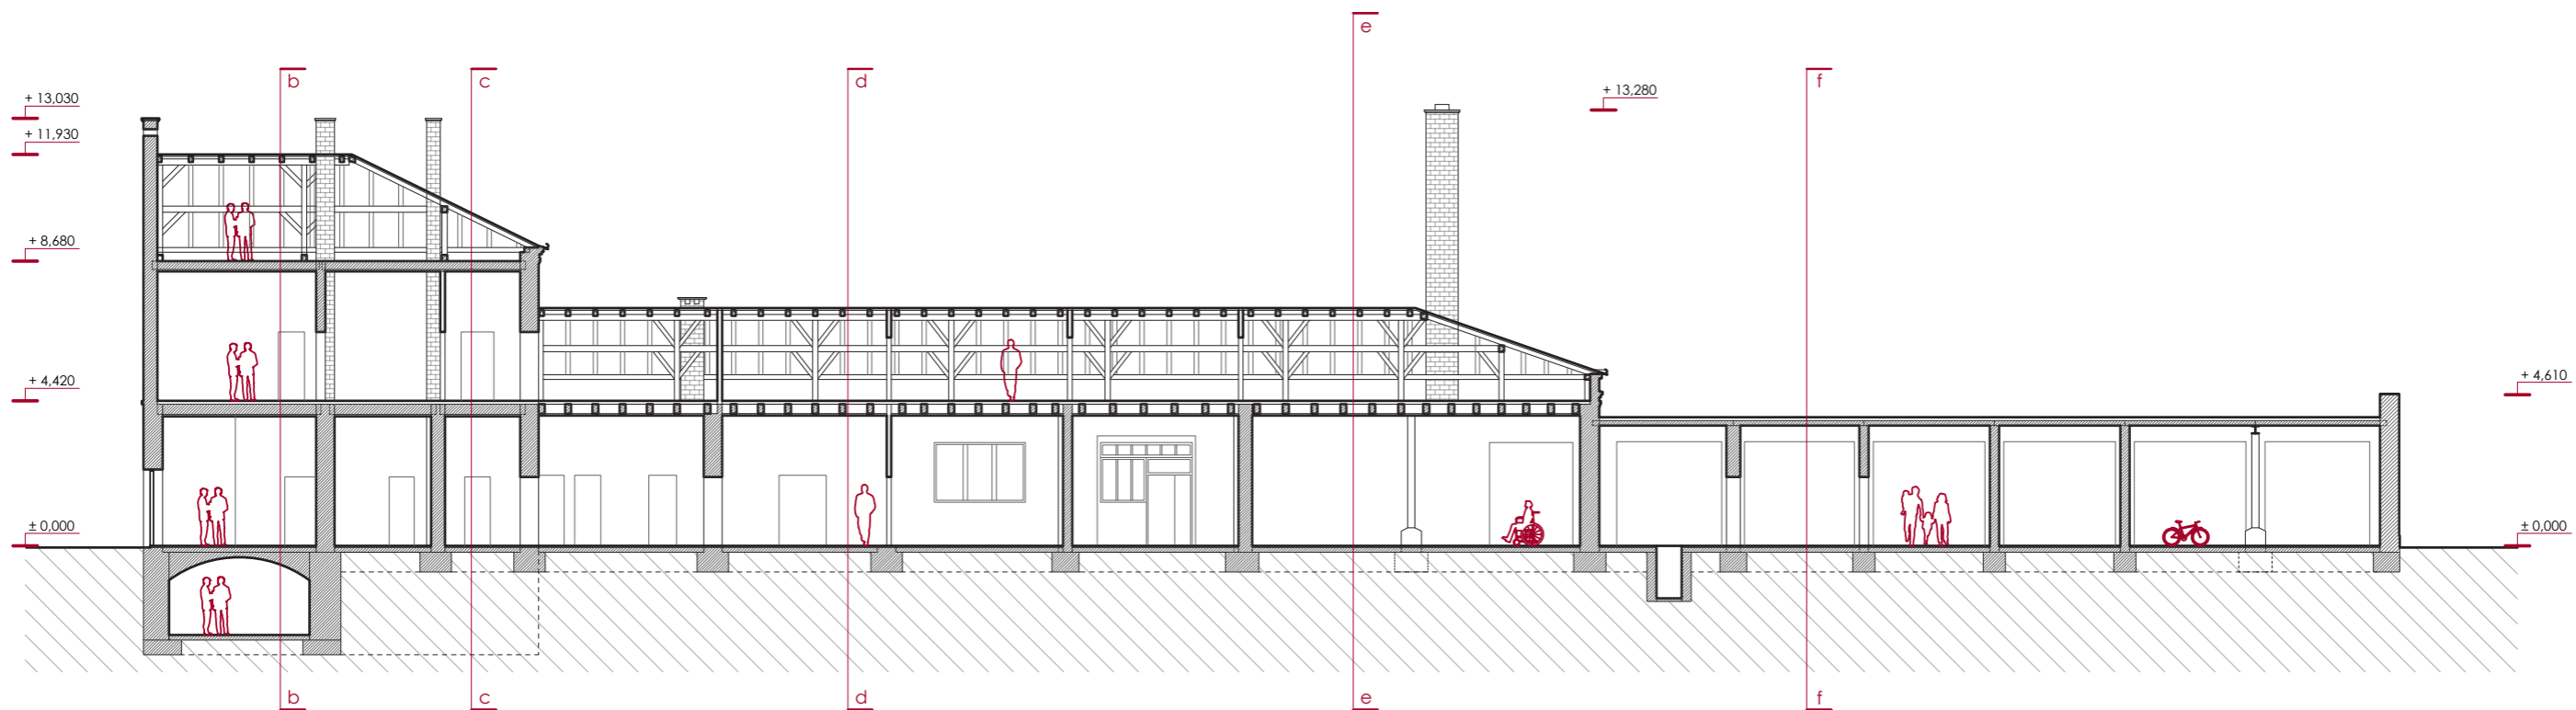 e
b
c
d
f
+ 13,280
+ 13,030
+ 11,930
+ 8,680
+ 4,420
+ 4,610
± 0,000
± 0,000
b
c
d
e
f